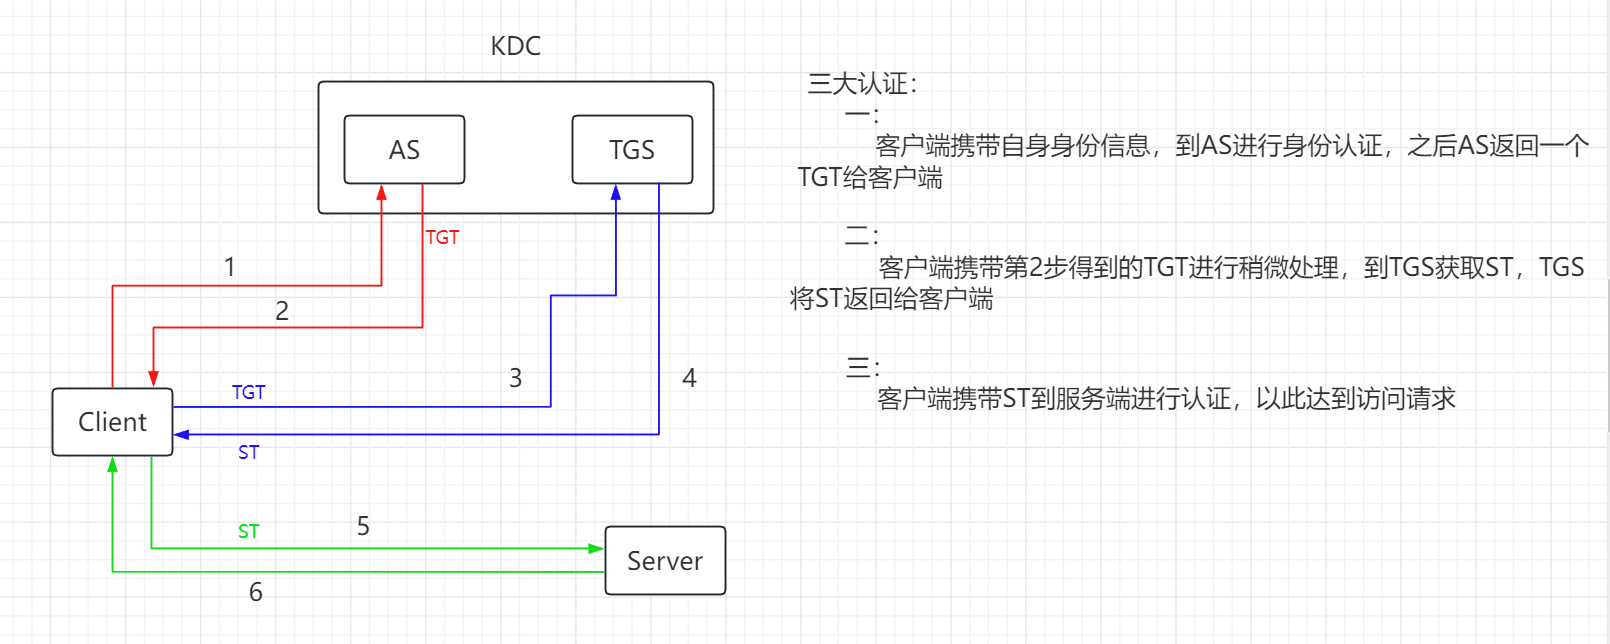 KDC
AS
TGS
TGT
1
2
TGT
3
4
Client
ST
ST
5
Server
6
三大认证：
一：
客户端携带自身身份信息，到AS进行身份认证，之后AS返回一个
TGT给客户端
二：
客户端携带第2步得到的TGT进行稍微处理，到TGS获取ST，TGS
将ST返回给客户端
三：
客户端携带ST到服务端进行认证，以此达到访问请求